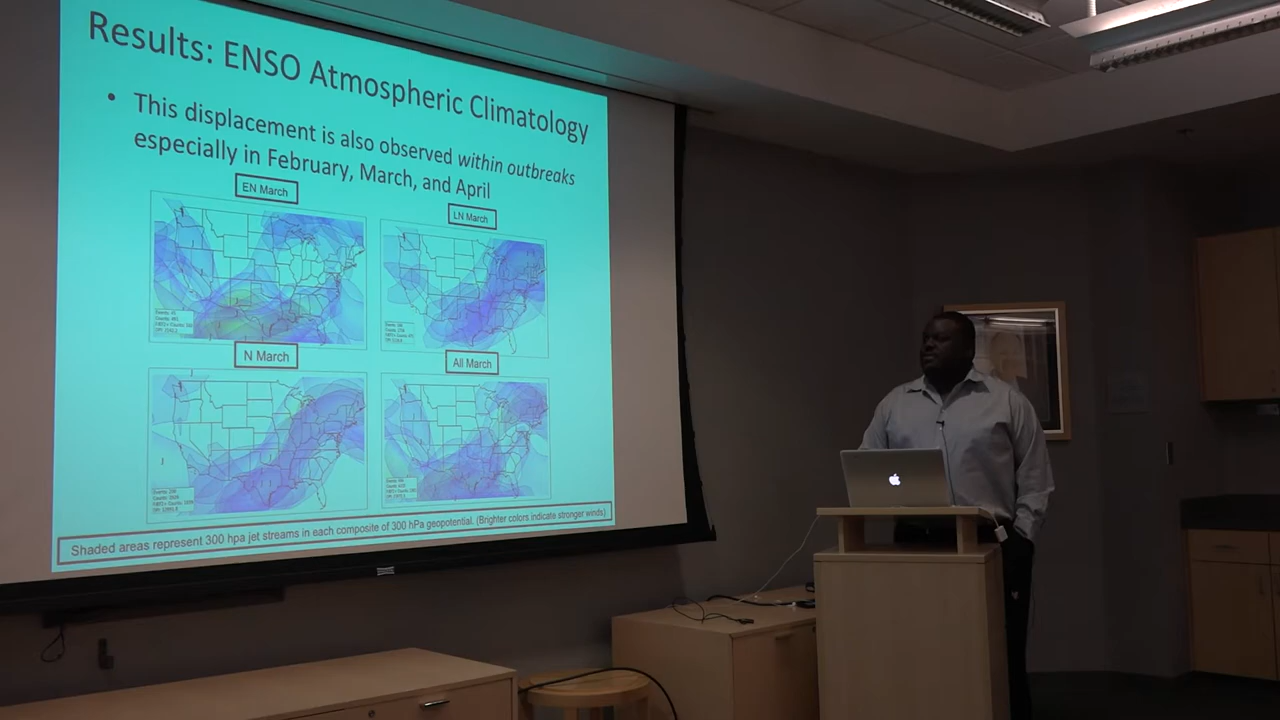 Results: ENSO Atmospheric Climatology
• This displacement is also observed within outbreaks
especially in February, March, and April
EN March
LN March
N March
All March
Shaded areas represent 300 hpa jet streams in each composite of 300 hPa geopotential. (Brighter colors indicate stronger winds)